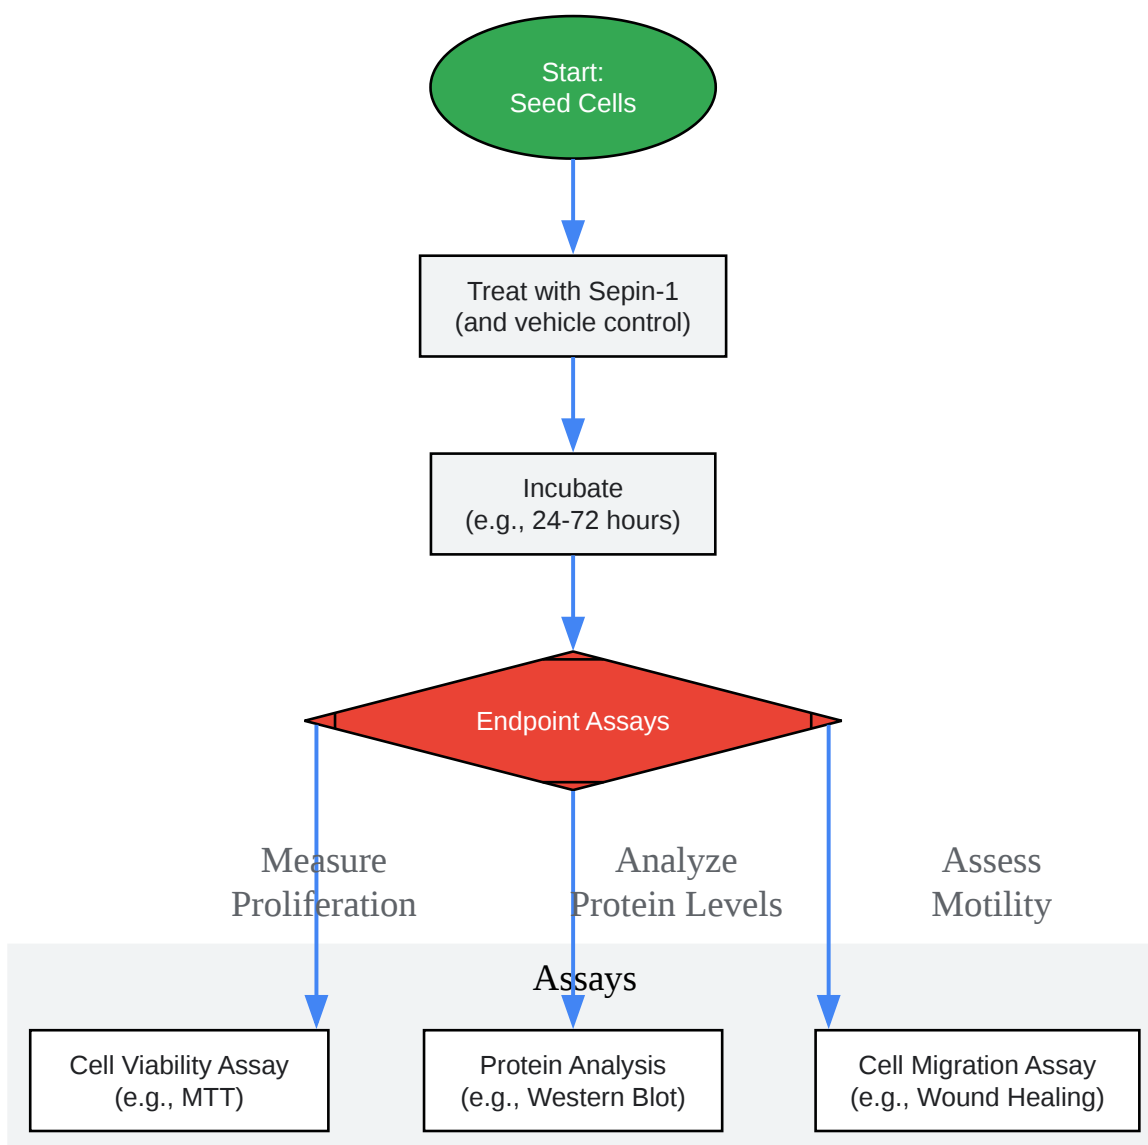 Start:
Seed Cells
Treat with Sepin-1
(and vehicle control)
Incubate
(e.g., 24-72 hours)
Endpoint Assays
Measure
Proliferation
Analyze
Protein Levels
Assess
Motility
Assays
Cell Viability Assay
(e.g., MTT)
Protein Analysis
(e.g., Western Blot)
Cell Migration Assay
(e.g., Wound Healing)